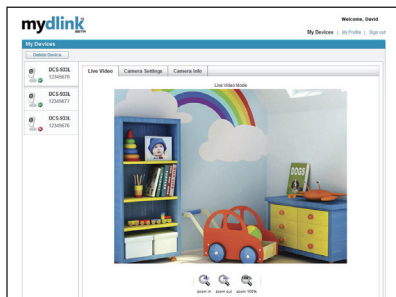 mydlink
BETA
Welcome, David
My Devices | My Profile | Sign out
My Devices
Delete Device
DCS-933L
12345678
DCS-933L
12345677
DCS-933L
12345676
Live Video
Camera Settings
Camera Info
Live Video Mode
DOGS
zoom in
zoom out
zoom 100%